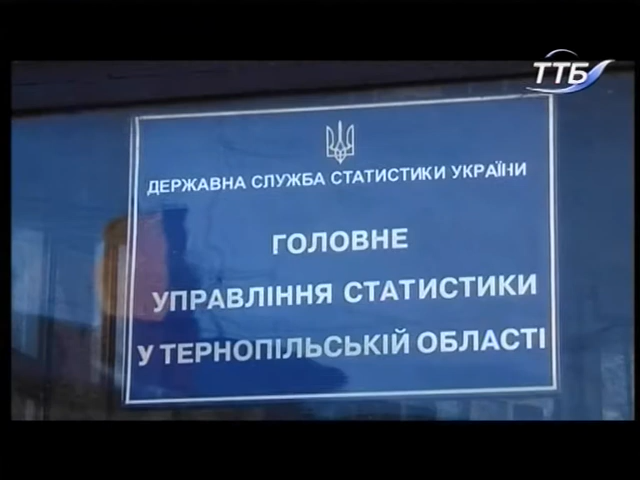 ТТБ
ДЕРЖАВНА СЛУЖБА СТАТИСТИКИ УКРАЇНИ
ГОЛОВНЕ
УПРАВЛІННЯ СТАТИСТИКИ
У ТЕРНОПІЛЬСЬКІЙ ОБЛАСТІ